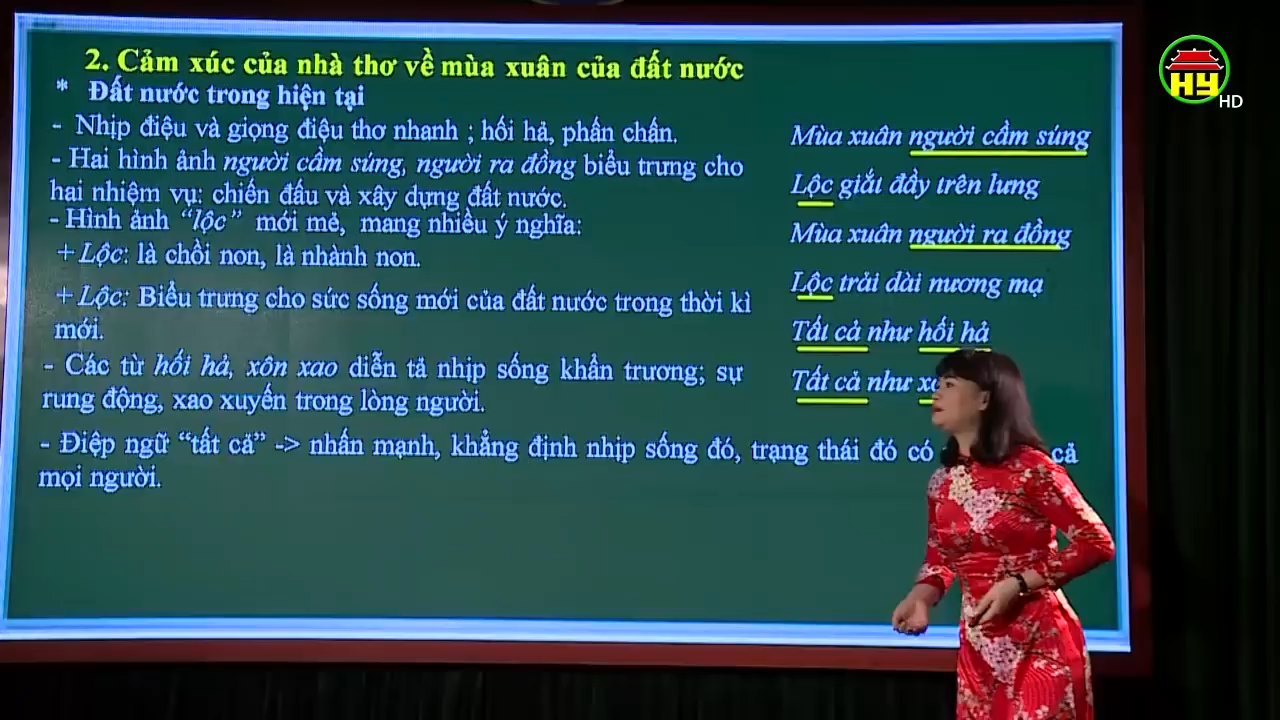 2. Cảm xúc của nhà thơ về mùa xuân của đất nước
* Đất nước trong hiện tại
- Nhịp điệu và giọng điệu thơ nhanh ; hối hả, phấn chấn.
- Hai hình ảnh người cầm súng, người ra đồng biểu trưng cho
hai nhiệm vụ: chiến đấu và xây dựng đất nước.
- Hình ảnh “lộc” mới mẻ, mang nhiều ý nghĩa:
+ Lộc: là chồi non, là nhành non.
+ Lộc: Biểu trưng cho sức sống mới của đất nước trong thời kì
mới.
- Các từ hối hả, xôn xao diễn tả nhịp sống khẩn trương; sự
rung động, xao xuyến trong lòng người.
- Điệp ngữ “tất cả” -> nhấn mạnh, khẳng định nhịp sống đó, trạng thái đó có cả
mọi người.
Mùa xuân người cầm súng
Lộc giắt đầy trên lưng
Mùa xuân người ra đồng
Lộc trải dài nương mạ
Tất cả như hối hả
Tất cả như
HY
HD